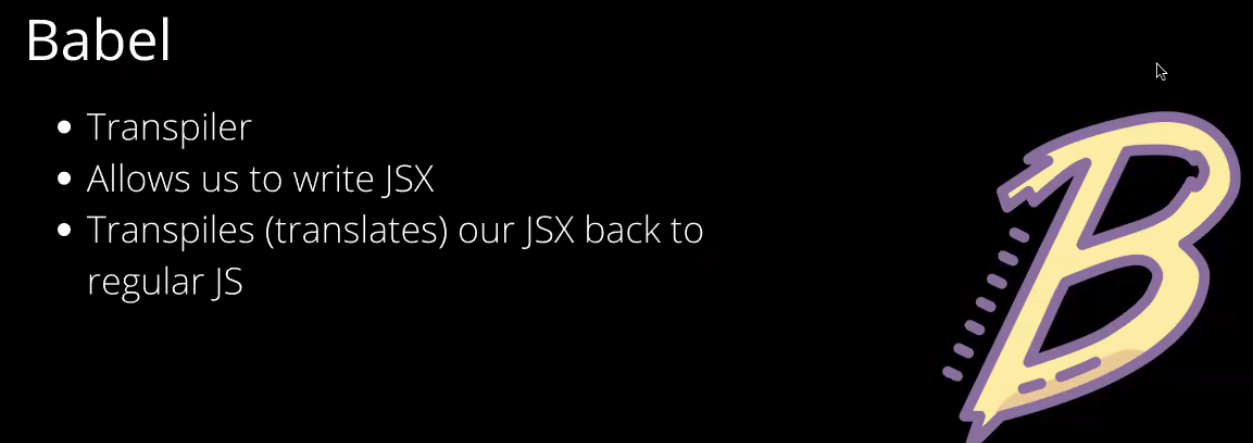 Babel
• Transpiler
• Allows us to write JSX
• Transpiles (translates) our JSX back to
regular JS
B